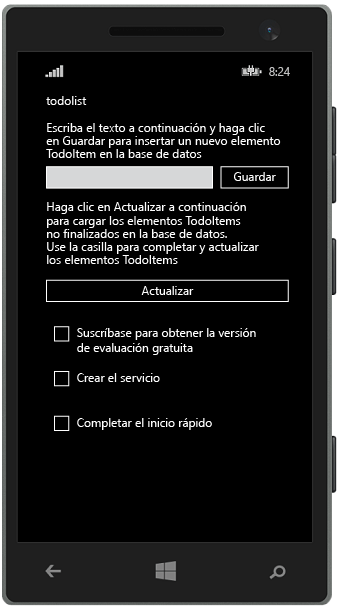 8:24
todolist
Escriba el texto a continuación y haga clic
en Guardar para insertar un nuevo elemento
TodoItem en la base de datos
Guardar
Haga clic en Actualizar a continuación
para cargar los elementos TodoItems
no finalizados en la base de datos.
Use la casilla para completar y actualizar
los elementos TodoItems
Actualizar
Suscríbase para obtener la versión
de evaluación gratuita
Crear el servicio
Completar el inicio rápido